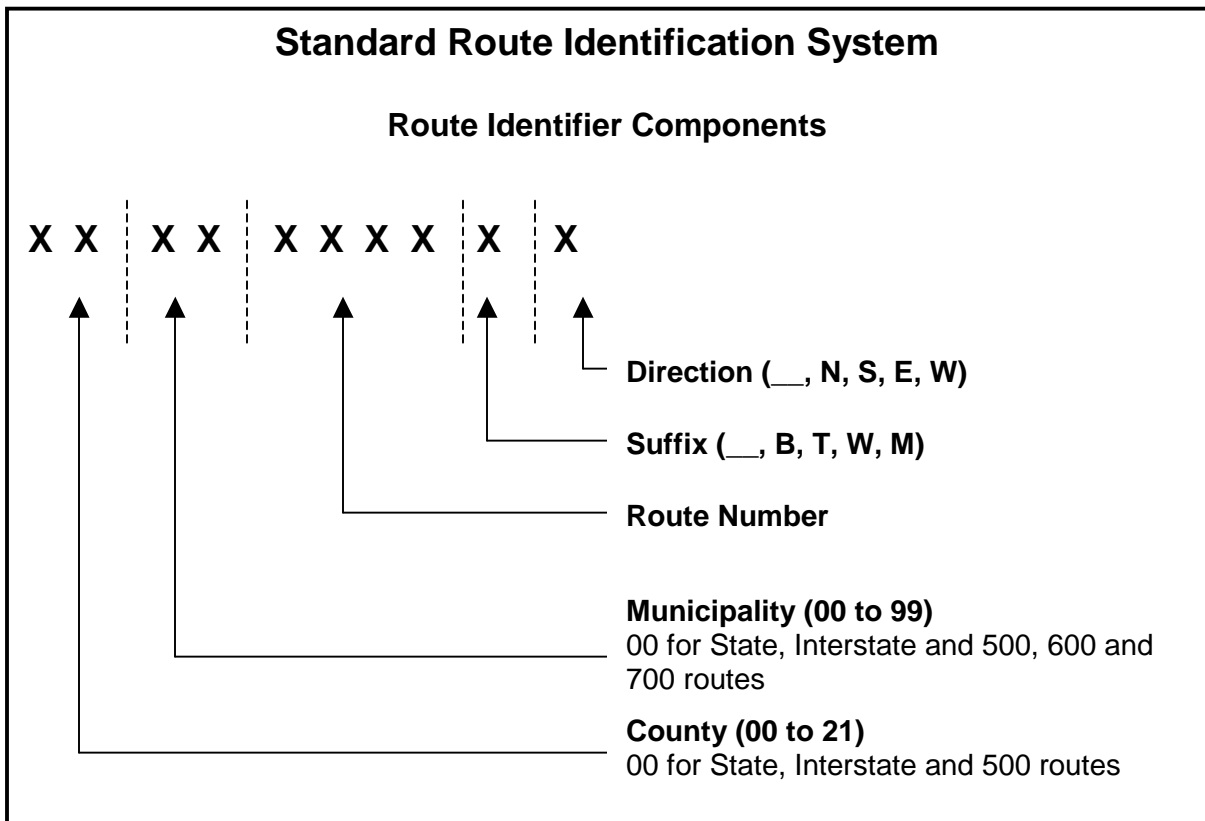 Standard Route Identification System
Route Identifier Components
X X X X X X X X X X
Direction (__, N, S, E, W)
Suffix (__, B, T, W, M)
Route Number
Municipality (00 to 99)
00 for State, Interstate and 500, 600 and
700 routes
County (00 to 21)
00 for State, Interstate and 500 routes